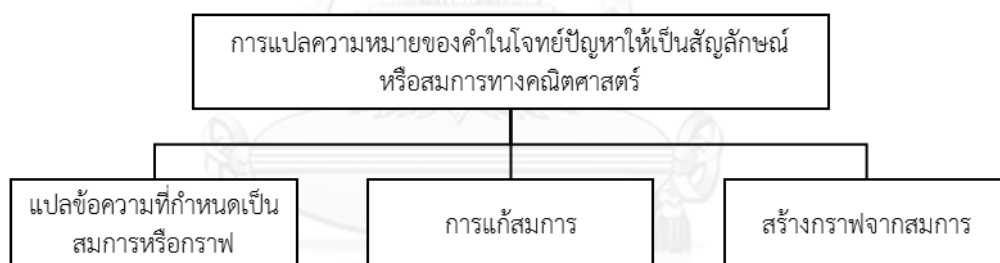 การแปลความหมายของคำในโจทย์ปัญหาให้เป็นสัญลักษณ์
หรือสมการทางคณิตศาสตร์
แปลข้อความที่กำหนดเป็น
สมการหรือกราฟ
การแก้สมการ
สร้างกราฟจากสมการ